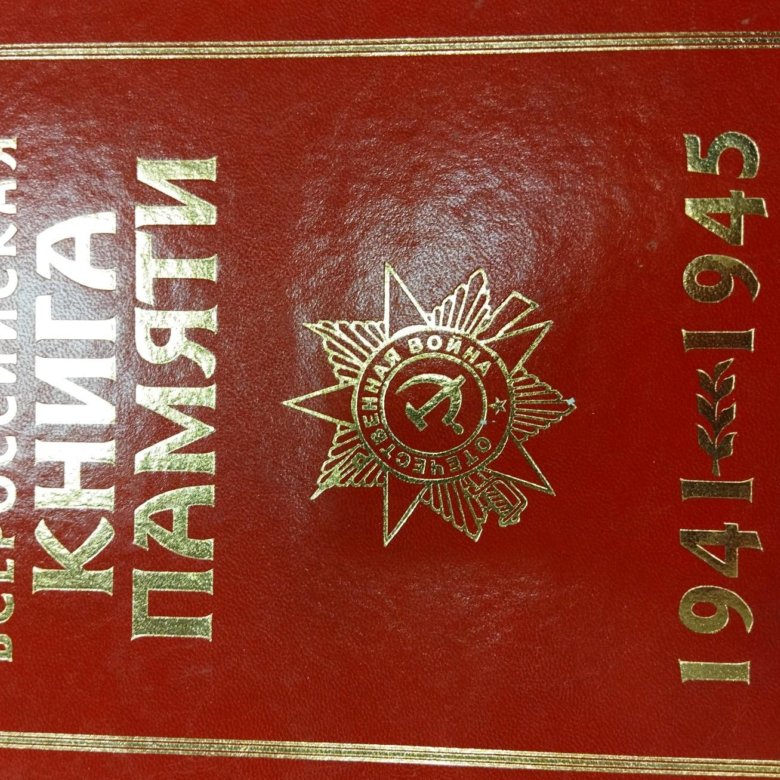 ВСЕРОССИЙСКАЯ
КНИГА
ПАМЯТИ
ОТЕЧЕСТВЕННАЯ ВОЙНА
1941 1945